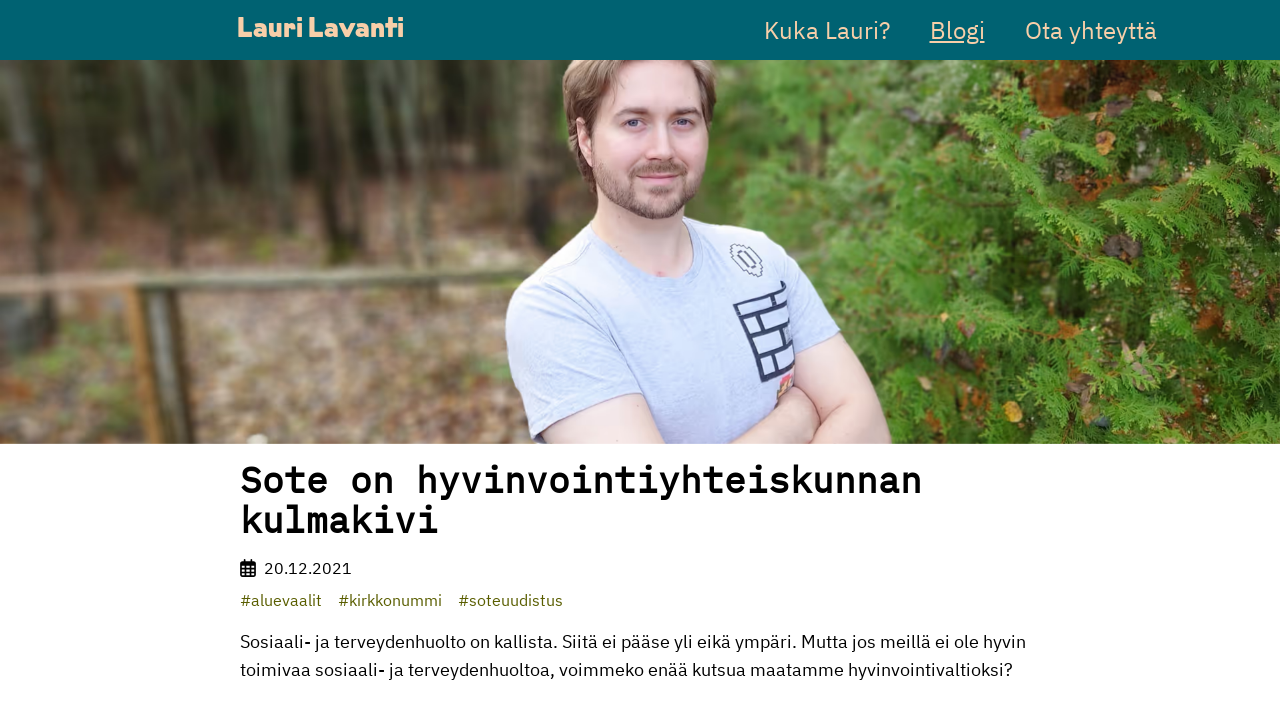 Lauri Lavanti
Kuka Lauri?
Blogi
Ota yhteyttä
Sote on hyvinvointiyhteiskunnan
kulmakivi
20.12.2021
#aluevaalit #kirkkonummi #soteuudistus
Sosiaali- ja terveydenhuolto on kallista. Siitä ei pääse yli eikä ympäri. Mutta jos meillä ei ole hyvin
toimivaa sosiaali- ja terveydenhuoltoa, voimmeko enää kutsua maatamme hyvinvointivaltioksi?